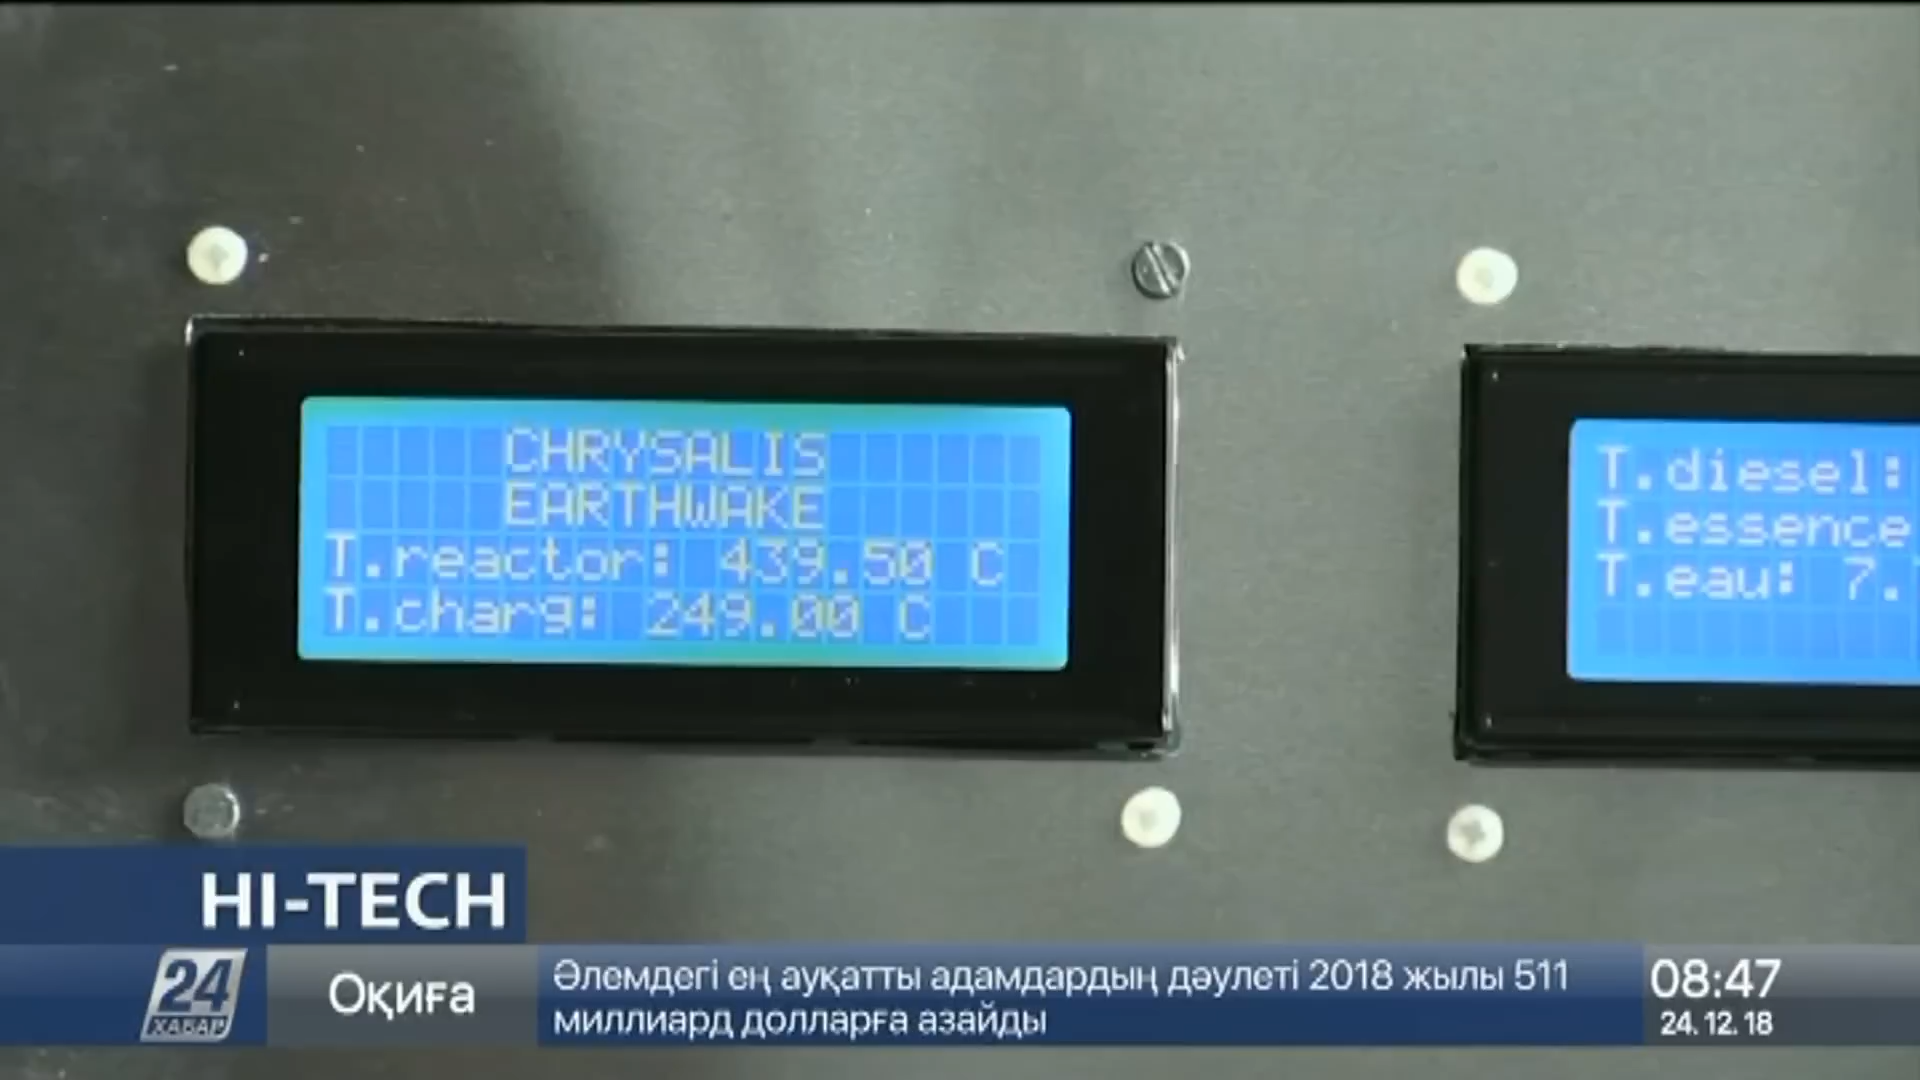 CHRYSALIS
EARTHWAKE
T.reactor: 439.50 C
T.charg: 249.00 C
T.diesel:
T.essence
T.eau: 7.
HI-TECH
24
ХАБАР
Оқиға
Әлемдегі ең ауқатты адамдардың дәулеті 2018 жылы 511
миллиард долларға азайды
08:47
24. 12. 18